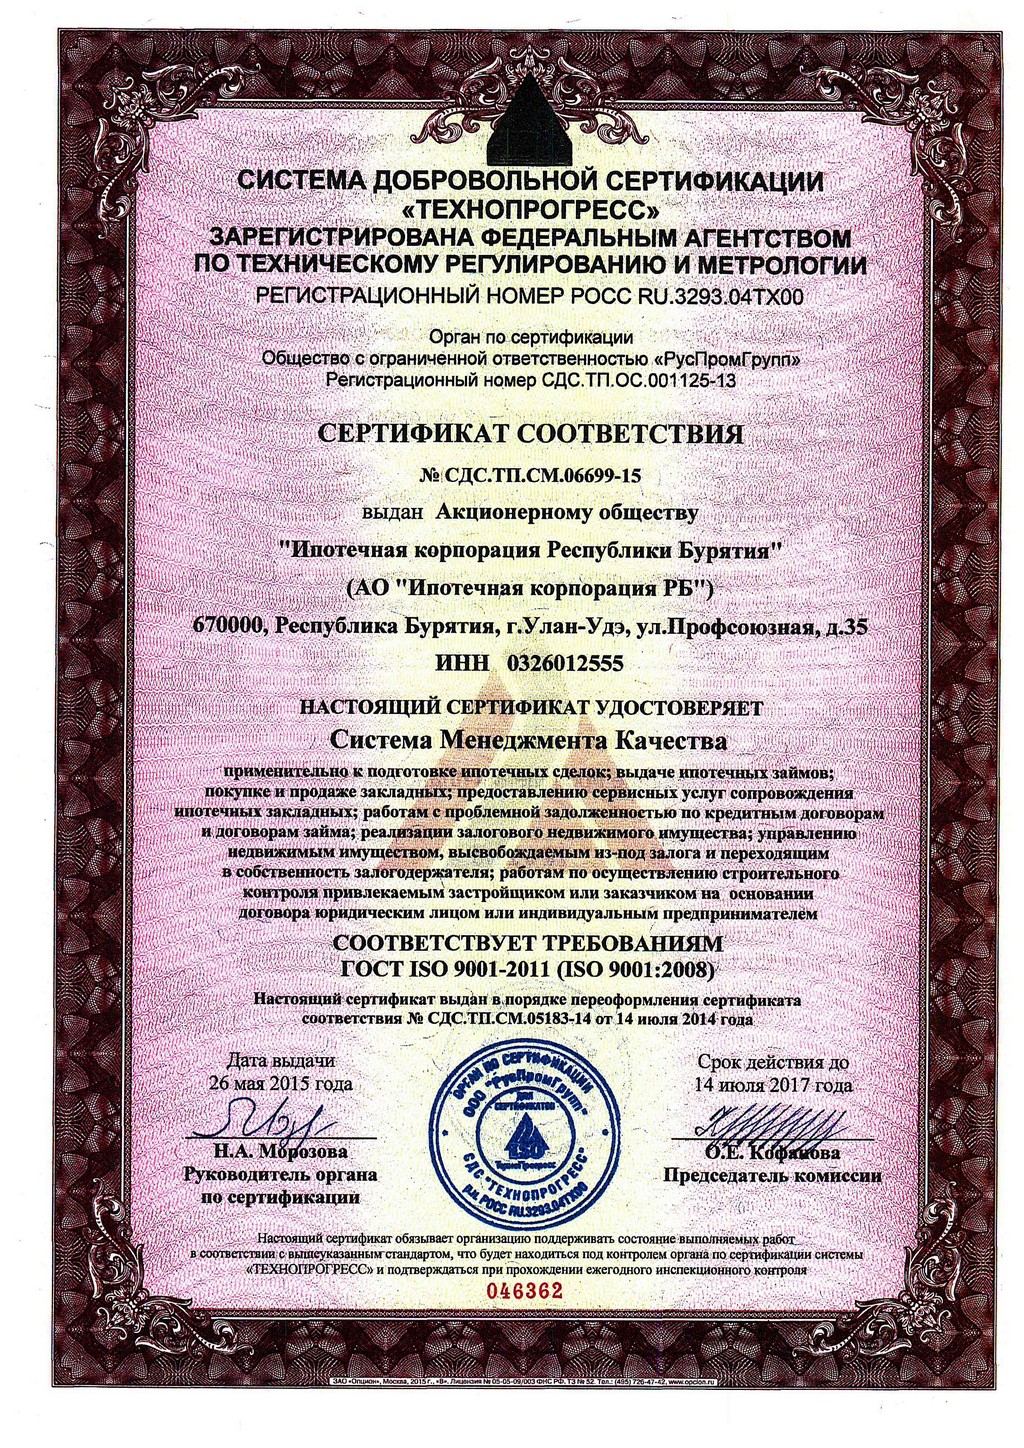 СИСТЕМА ДОБРОВОЛЬНОЙ СЕРТИФИКАЦИИ
«ТЕХНОПРОГРЕСС»
ЗАРЕГИСТРИРОВАНА ФЕДЕРАЛЬНЫМ АГЕНТСТВОМ
ПО ТЕХНИЧЕСКОМУ РЕГУЛИРОВАНИЮ И МЕТРОЛОГИИ
РЕГИСТРАЦИОННЫЙ НОМЕР РОСС RU.3293.04ТХ00
Орган по сертификации
Общество с ограниченной ответственностью «РусПромГрупп»
Регистрационный номер СДС.ТП.ОС.001125-13
СЕРТИФИКАТ СООТВЕТСТВИЯ
№ СДС.ТП.СМ.06699-15
выдан Акционерному обществу
"Ипотечная корпорация Республики Бурятия"
(АО "Ипотечная корпорация РБ")
670000, Республика Бурятия, г.Улан-Удэ, ул.Профсоюзная, д.35
ИНН 0326012555
НАСТОЯЩИЙ СЕРТИФИКАТ УДОСТОВЕРЯЕТ
Система Менеджмента Качества
применительно к подготовке ипотечных сделок; выдаче ипотечных займов;
покупке и продаже закладных; предоставлению сервисных услуг сопровождения
ипотечных закладных; работам с проблемной задолженностью по кредитным договорам
и договорам займа; реализации залогового недвижимого имущества; управлению
недвижимым имуществом, высвобождаемым из-под залога и переходящим
в собственность залогодержателя; работам по осуществлению строительного
контроля привлекаемым застройщиком или заказчиком на основании
договора юридическим лицом или индивидуальным предпринимателем
СООТВЕТСТВУЕТ ТРЕБОВАНИЯМ
ГОСТ ISO 9001-2011 (ISO 9001:2008)
Настоящий сертификат выдан в порядке переоформления сертификата
соответствия № СДС.ТП.СМ.05183-14 от 14 июля 2014 года
Дата выдачи
26 мая 2015 года
Н.А. Морозова
Руководитель органа
по сертификации
ОРГАН ПО СЕРТИФИКАЦИИ
ООО "РусПромГрупп"
ДЛЯ
СЕРТИФИКАТОВ
ISO
ТехноПрогресс
СДС "ТЕХНОПРОГРЕСС"
р.н. РОСС RU.3293.04ТХ00
Срок действия до
14 июля 2017 года
О.Е. Кофанова
Председатель комиссии
Настоящий сертификат обязывает организацию поддерживать состояние выполняемых работ
в соответствии с вышеуказанным стандартом, что будет находиться под контролем органа по сертификации системы
«ТЕХНОПРОГРЕСС» и подтверждаться при прохождении ежегодного инспекционного контроля
046362
ЗАО «Опцион», Москва, 2015 г., «В». Лицензия № 05-05-09/003 ФНС РФ, ТЗ № 52. Тел.: (495) 726-47-42, www.opcion.ru